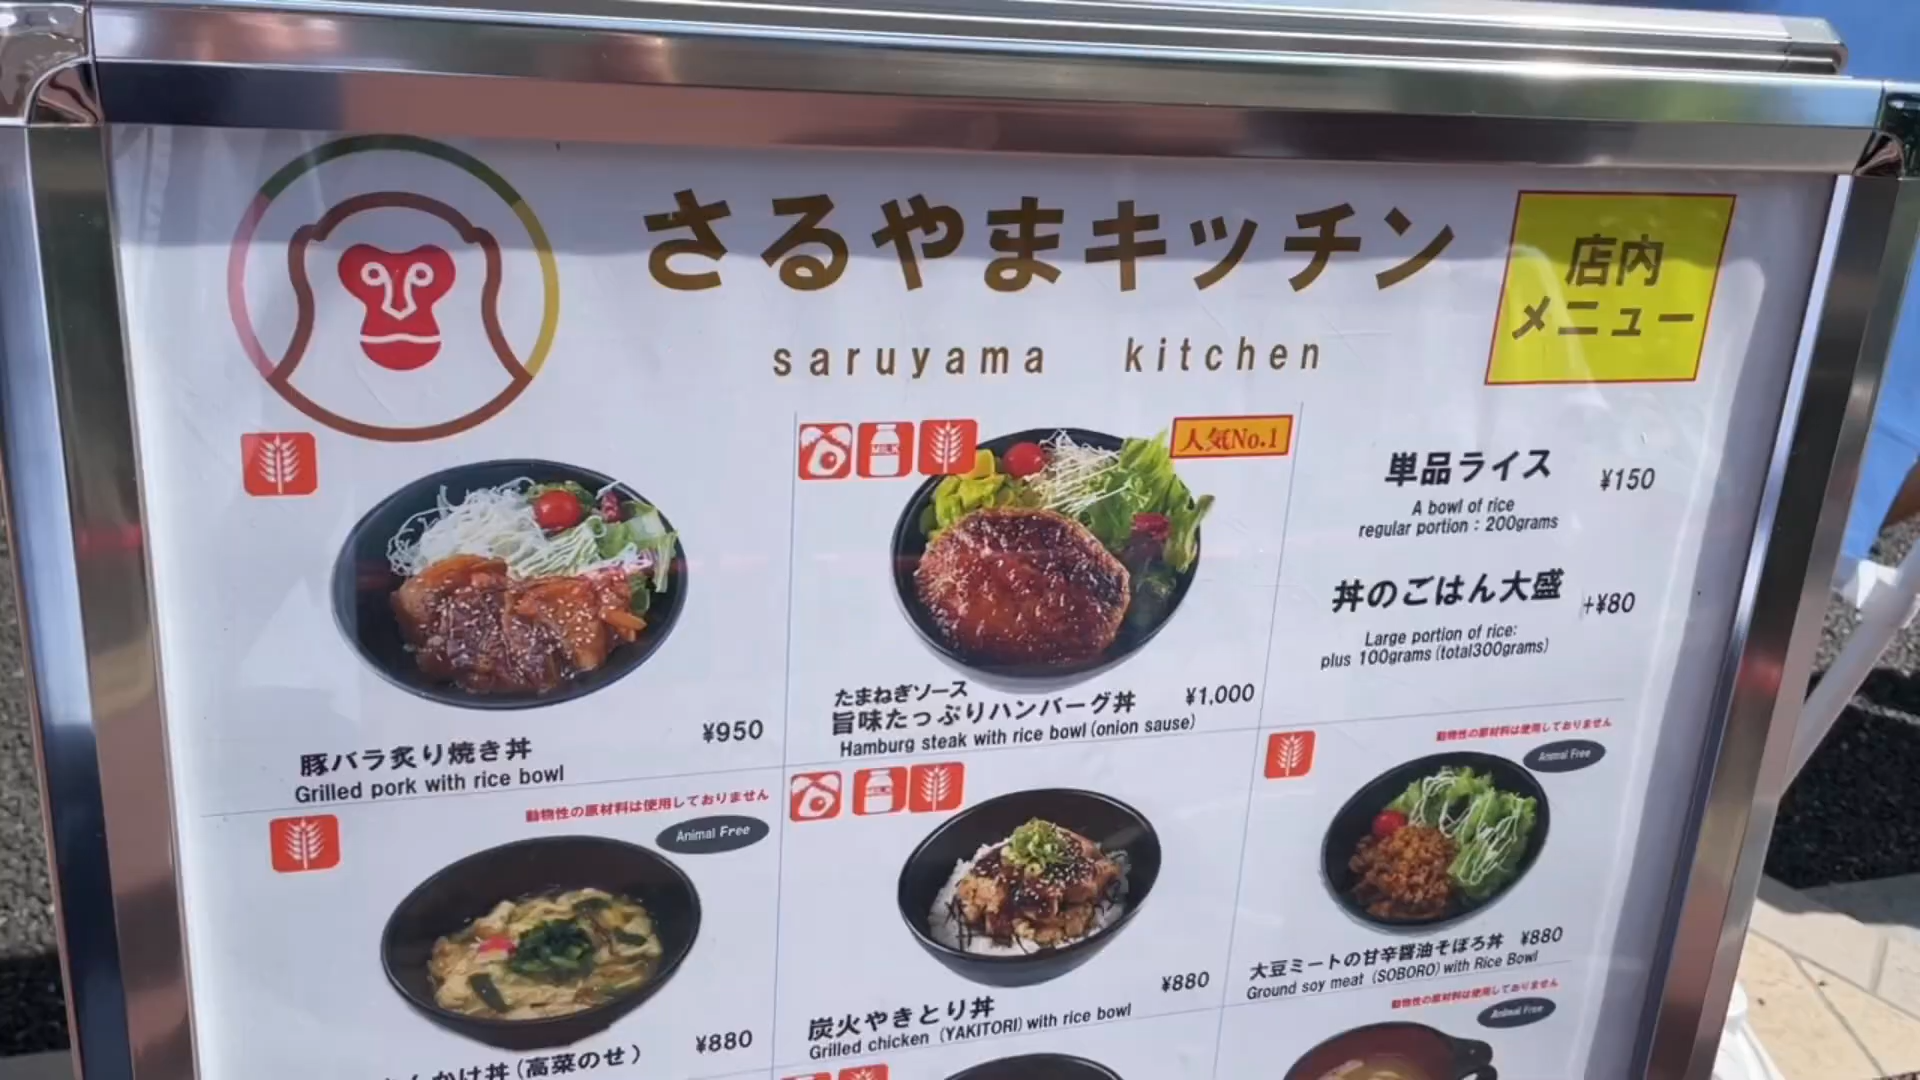 さるやまキッチン
saruyama kitchen
店内
メニュー
豚バラ炙り焼き丼
¥950
Grilled pork with rice bowl
MILK
人気No.1
たまねぎソース
旨味たっぷりハンバーグ丼
¥1,000
Hamburg steak with rice bowl (onion sause)
単品ライス
¥150
A bowl of rice
regular portion : 200grams
丼のごはん大盛
+¥80
Large portion of rice:
plus 100grams (total300grams)
動物性の原材料は使用しておりません
Animal Free
¥880
かけ丼 (高菜のせ)
MILK
炭火やきとり丼
¥880
Grilled chicken (YAKITORI) with rice bowl
動物性の原材料は使用しておりません
Animal Free
大豆ミートの甘辛醤油そぼろ丼 ¥880
Ground soy meat (SOBORO) with Rice Bowl
動物性の原材料は使用しておりません
Animal Free